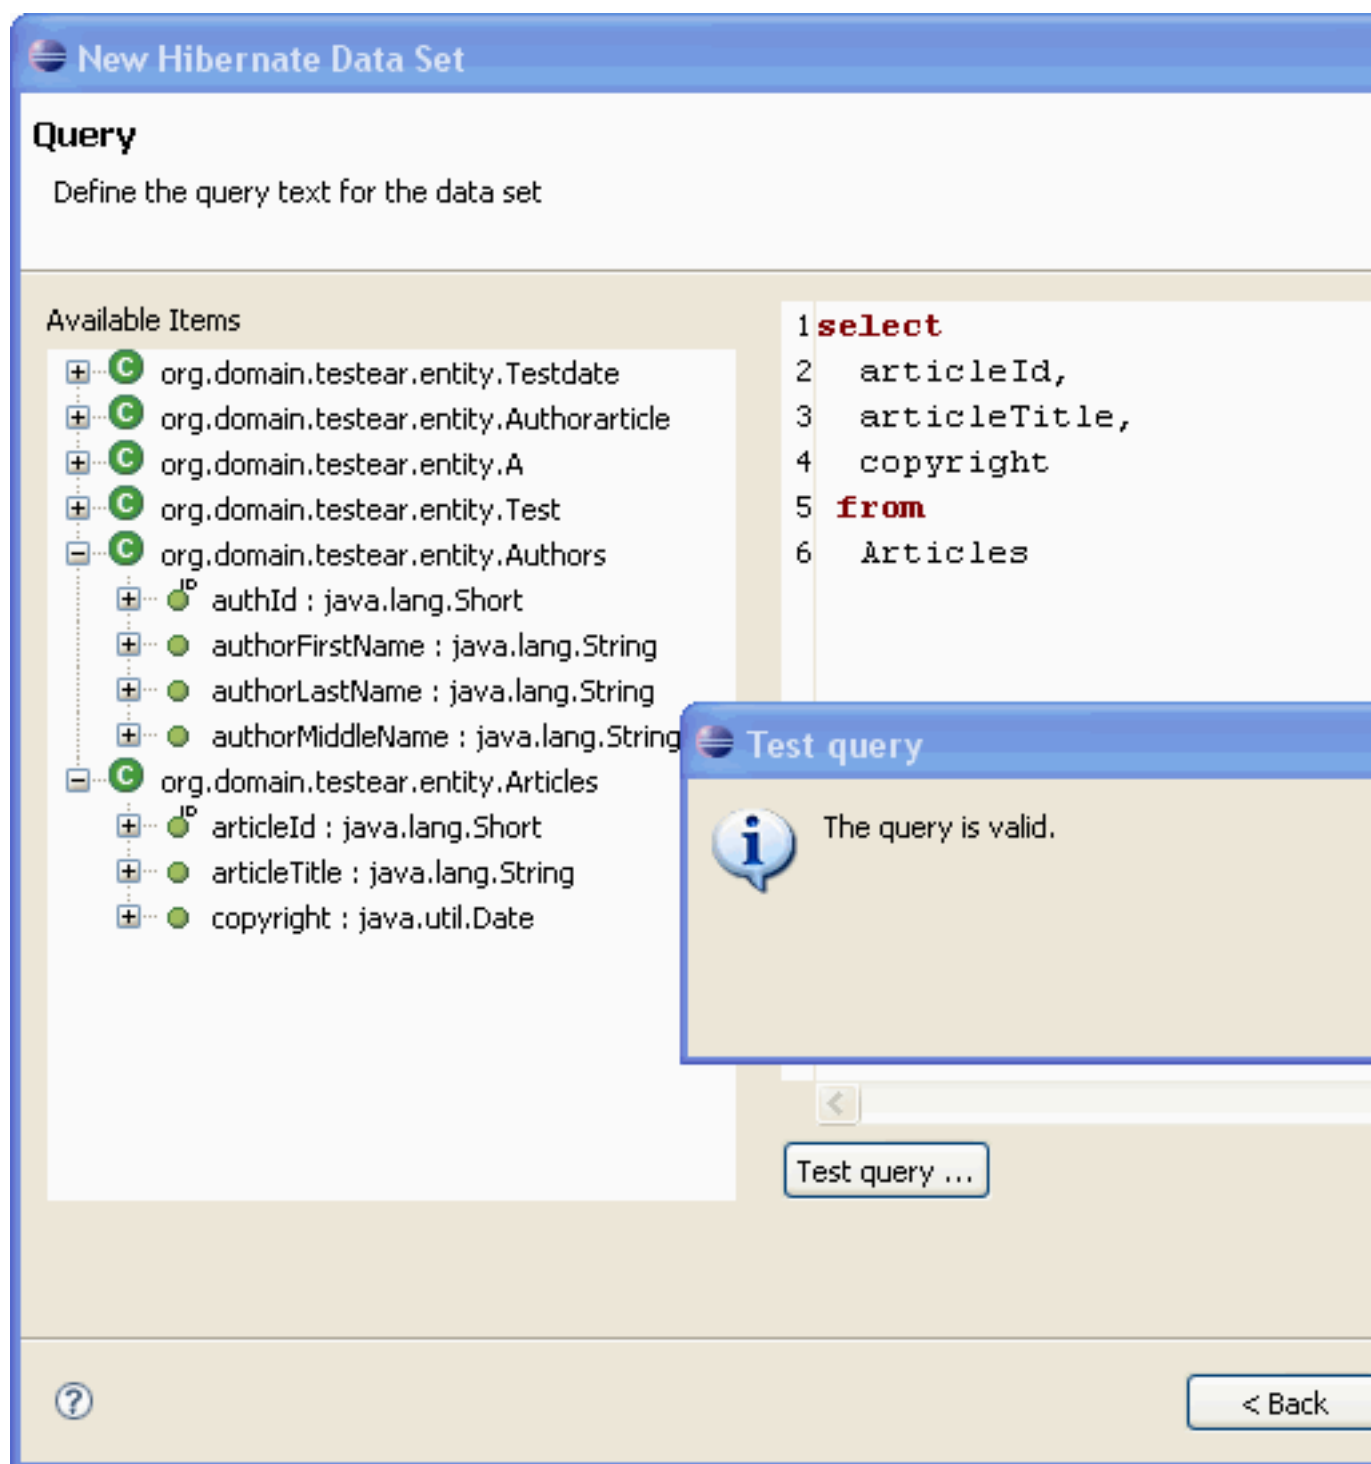 New Hibernate Data Set
Query
Define the query text for the data set
Available Items
org.domain.testear.entity.Testdate
org.domain.testear.entity.Authorarticle
org.domain.testear.entity.A
org.domain.testear.entity.Test
org.domain.testear.entity.Authors
authId : java.lang.Short
authorFirstName : java.lang.String
authorLastName : java.lang.String
authorMiddleName : java.lang.String
org.domain.testear.entity.Articles
articleId : java.lang.Short
articleTitle : java.lang.String
copyright : java.util.Date
1 select
2 articleId,
3 articleTitle,
4 copyright
5 from
6 Articles
Test query
The query is valid.
Test query ...
< Back